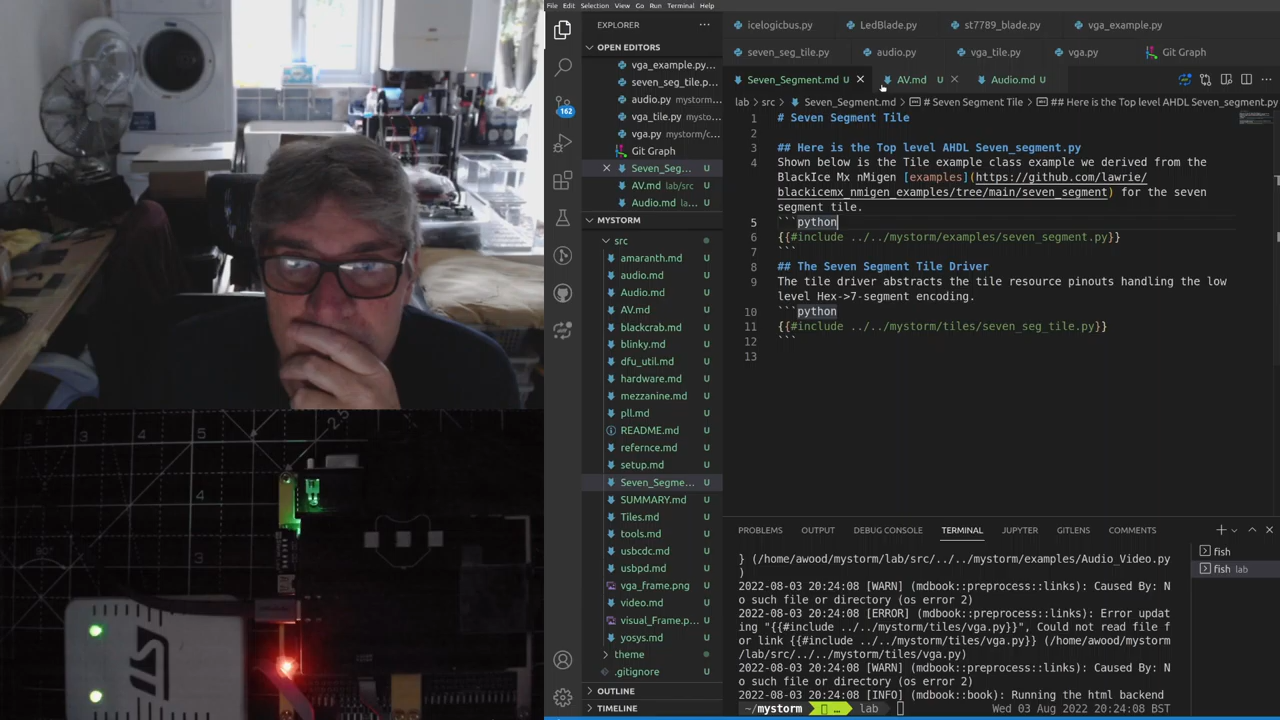 File Edit Selection View Go Run Terminal Help
EXPLORER
OPEN EDITORS
vga_example.py...
seven_seg_tile.p...
audio.py mystorm...
vga_tile.py myst...
vga.py mystorm/c...
Git Graph
Seven_Seg... U
AV.md lab/src U
Audio.md la... U
MYSTORM
src
amaranth.md U
audio.md U
Audio.md U
AV.md U
blackcrab.md U
blinky.md U
dfu_util.md U
hardware.md U
mezzanine.md U
pll.md U
README.md U
refernce.md U
setup.md U
Seven_Segme... U
SUMMARY.md U
Tiles.md U
tools.md U
usbcdc.md U
usbpd.md U
vga_frame.png U
video.md U
visual_Frame.p... U
yosys.md U
theme
.gitignore U
OUTLINE
TIMELINE
162
icelogicbus.py LedBlade.py st7789_blade.py vga_example.py
seven_seg_tile.py audio.py vga_tile.py vga.py Git Graph
Seven_Segment.md U AV.md U Audio.md U
lab > src > Seven_Segment.md > # Seven Segment Tile > ## Here is the Top level AHDL Seven_segment.py
1 # Seven Segment Tile
2
3 ## Here is the Top level AHDL Seven_segment.py
4 Shown below is the Tile example class example we derived from the
BlackIce Mx nMigen [examples](https://github.com/lawrie/
blackicemx_nmigen_examples/tree/main/seven_segment) for the seven
segment tile.
5 ```python
6 {{#include ../../mystorm/examples/seven_segment.py}}
7 ```
8 ## The Seven Segment Tile Driver
9 The tile driver abstracts the tile resource pinouts handling the low
level Hex->7-segment encoding.
10 ```python
11 {{#include ../../mystorm/tiles/seven_seg_tile.py}}
12 ```
13
PROBLEMS OUTPUT DEBUG CONSOLE TERMINAL JUPYTER GITLENS COMMENTS
} (/home/awood/mystorm/lab/src/../../mystorm/examples/Audio_Video.py
)
2022-08-03 20:24:08 [WARN] (mdbook::preprocess::links): Caused By: N
o such file or directory (os error 2)
2022-08-03 20:24:08 [ERROR] (mdbook::preprocess::links): Error updat
ing "{{#include ../../mystorm/tiles/vga.py}}", Could not read file f
or link {{#include ../../mystorm/tiles/vga.py}} (/home/awood/mystorm
/lab/src/../../mystorm/tiles/vga.py)
2022-08-03 20:24:08 [WARN] (mdbook::preprocess::links): Caused By: N
o such file or directory (os error 2)
2022-08-03 20:24:08 [INFO] (mdbook::book): Running the html backend
~/mystorm lab Wed 03 Aug 2022 20:24:08 BST
fish
fish lab
3 4 5
4
3